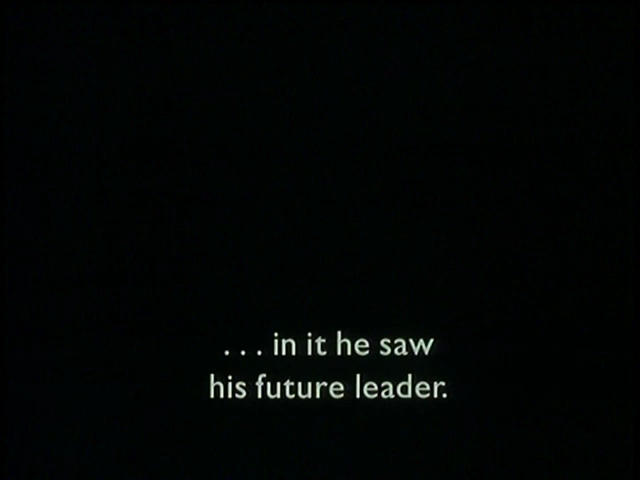 . . . in it he saw
his future leader.